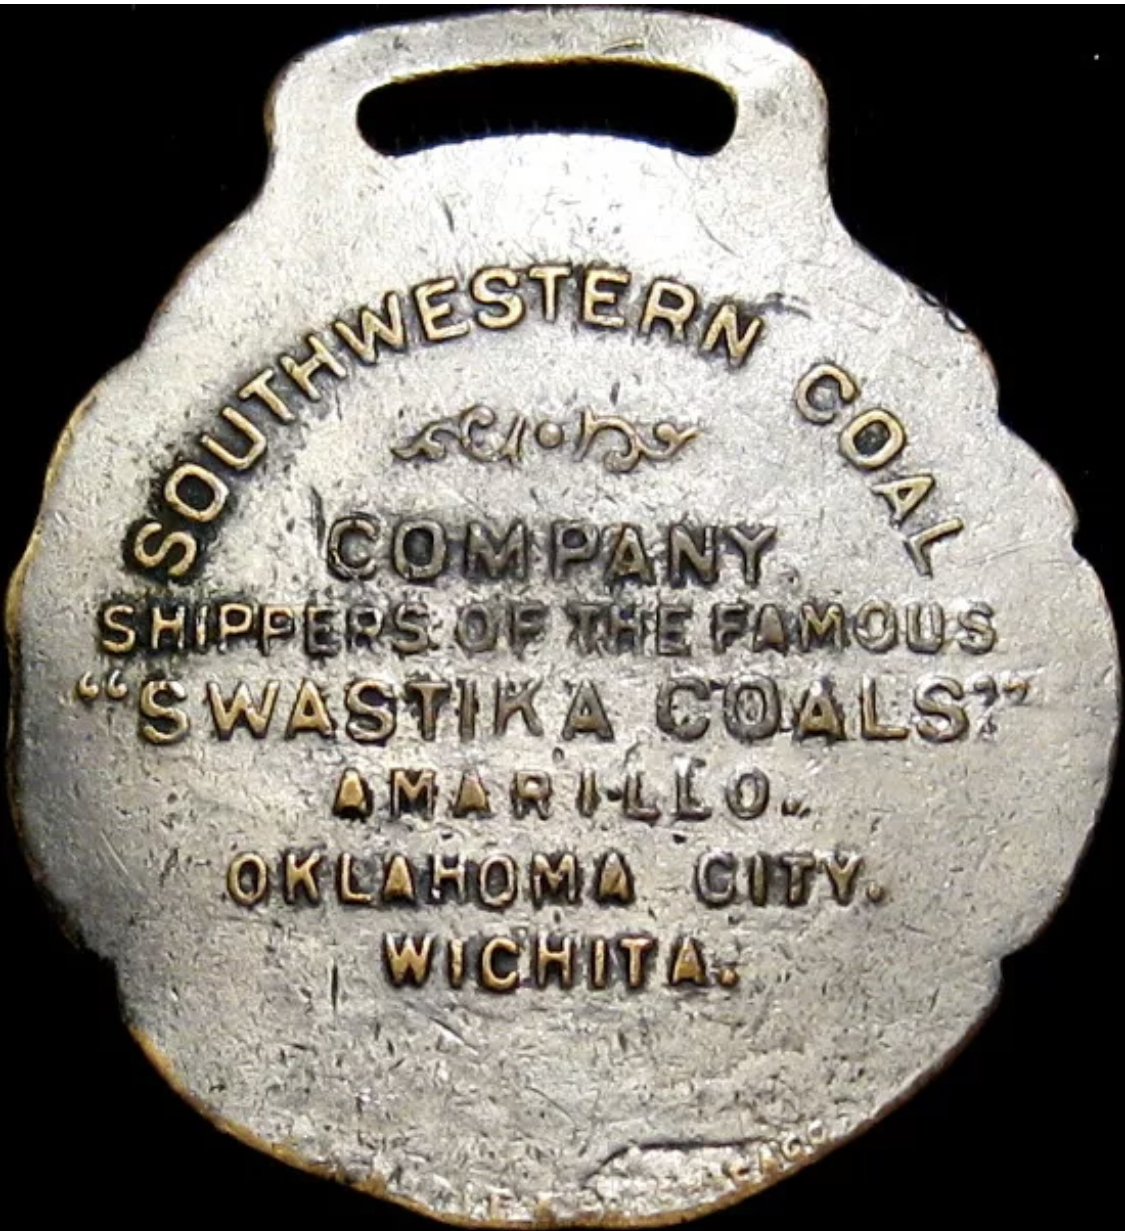 SOUTHWESTERN COAL
COMPANY.
SHIPPERS OF THE FAMOUS
"SWASTIKA COALS"
AMARILLO.
OKLAHOMA CITY.
WICHITA.